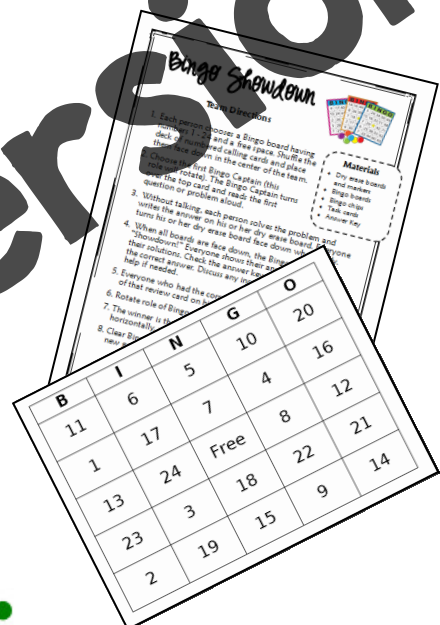 ersio
Bingo Showdown
Team Directions
1. Each person chooses a Bingo board having
numbers 1 - 24 and a free space. Shuffle the
deck of numbered calling cards and place
them face down in the center of the team.
2. Choose the first Bingo Captain (this
role will rotate). The Bingo Captain turns
over the top card and reads the first
question or problem aloud.
3. Without talking, each person solves the problem and
writes the answer on his or her dry erase board. Everyone
turns his or her dry erase board face down
4. When all boards are face down, the Bingo
"Showdown!" Everyone shows their
their solutions. Check the answer key
the correct answer. Discuss any
help if needed.
5. Everyone who had the
of that review card on
6. Rotate role of Bingo
7. The winner is
horizontally
8. Clear
new
Materials
• Dry erase boards
and markers
• Bingo boards
• Bingo chips
• Task cards
• Answer Key
B I N G O
11 6 5 10 20
1 17 7 4 16
13 24 Free 8 12
23 3 18 22 21
2 19 15 9 14